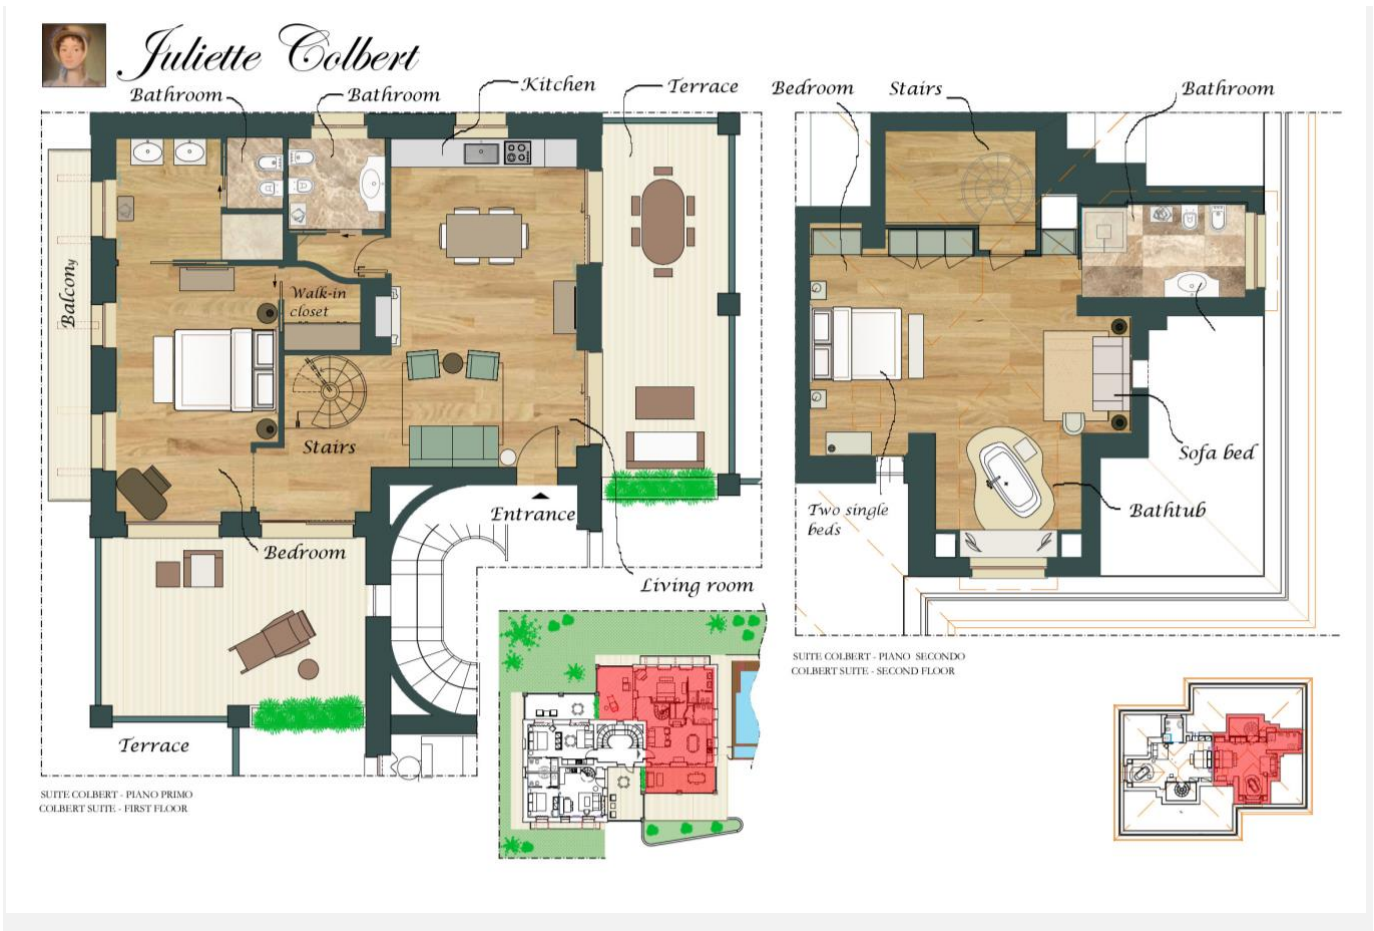 Juliette Colbert
Bathroom
Bathroom
Kitchen
Terrace
Balcony
Walk-in
closet
Stairs
Entrance
Bedroom
Living room
Terrace
SUITE COLBERT - PIANO PRIMO
COLBERT SUITE - FIRST FLOOR
Bedroom
Stairs
Bathroom
Sofa bed
Two single
beds
Bathtub
SUITE COLBERT - PIANO SECONDO
COLBERT SUITE - SECOND FLOOR